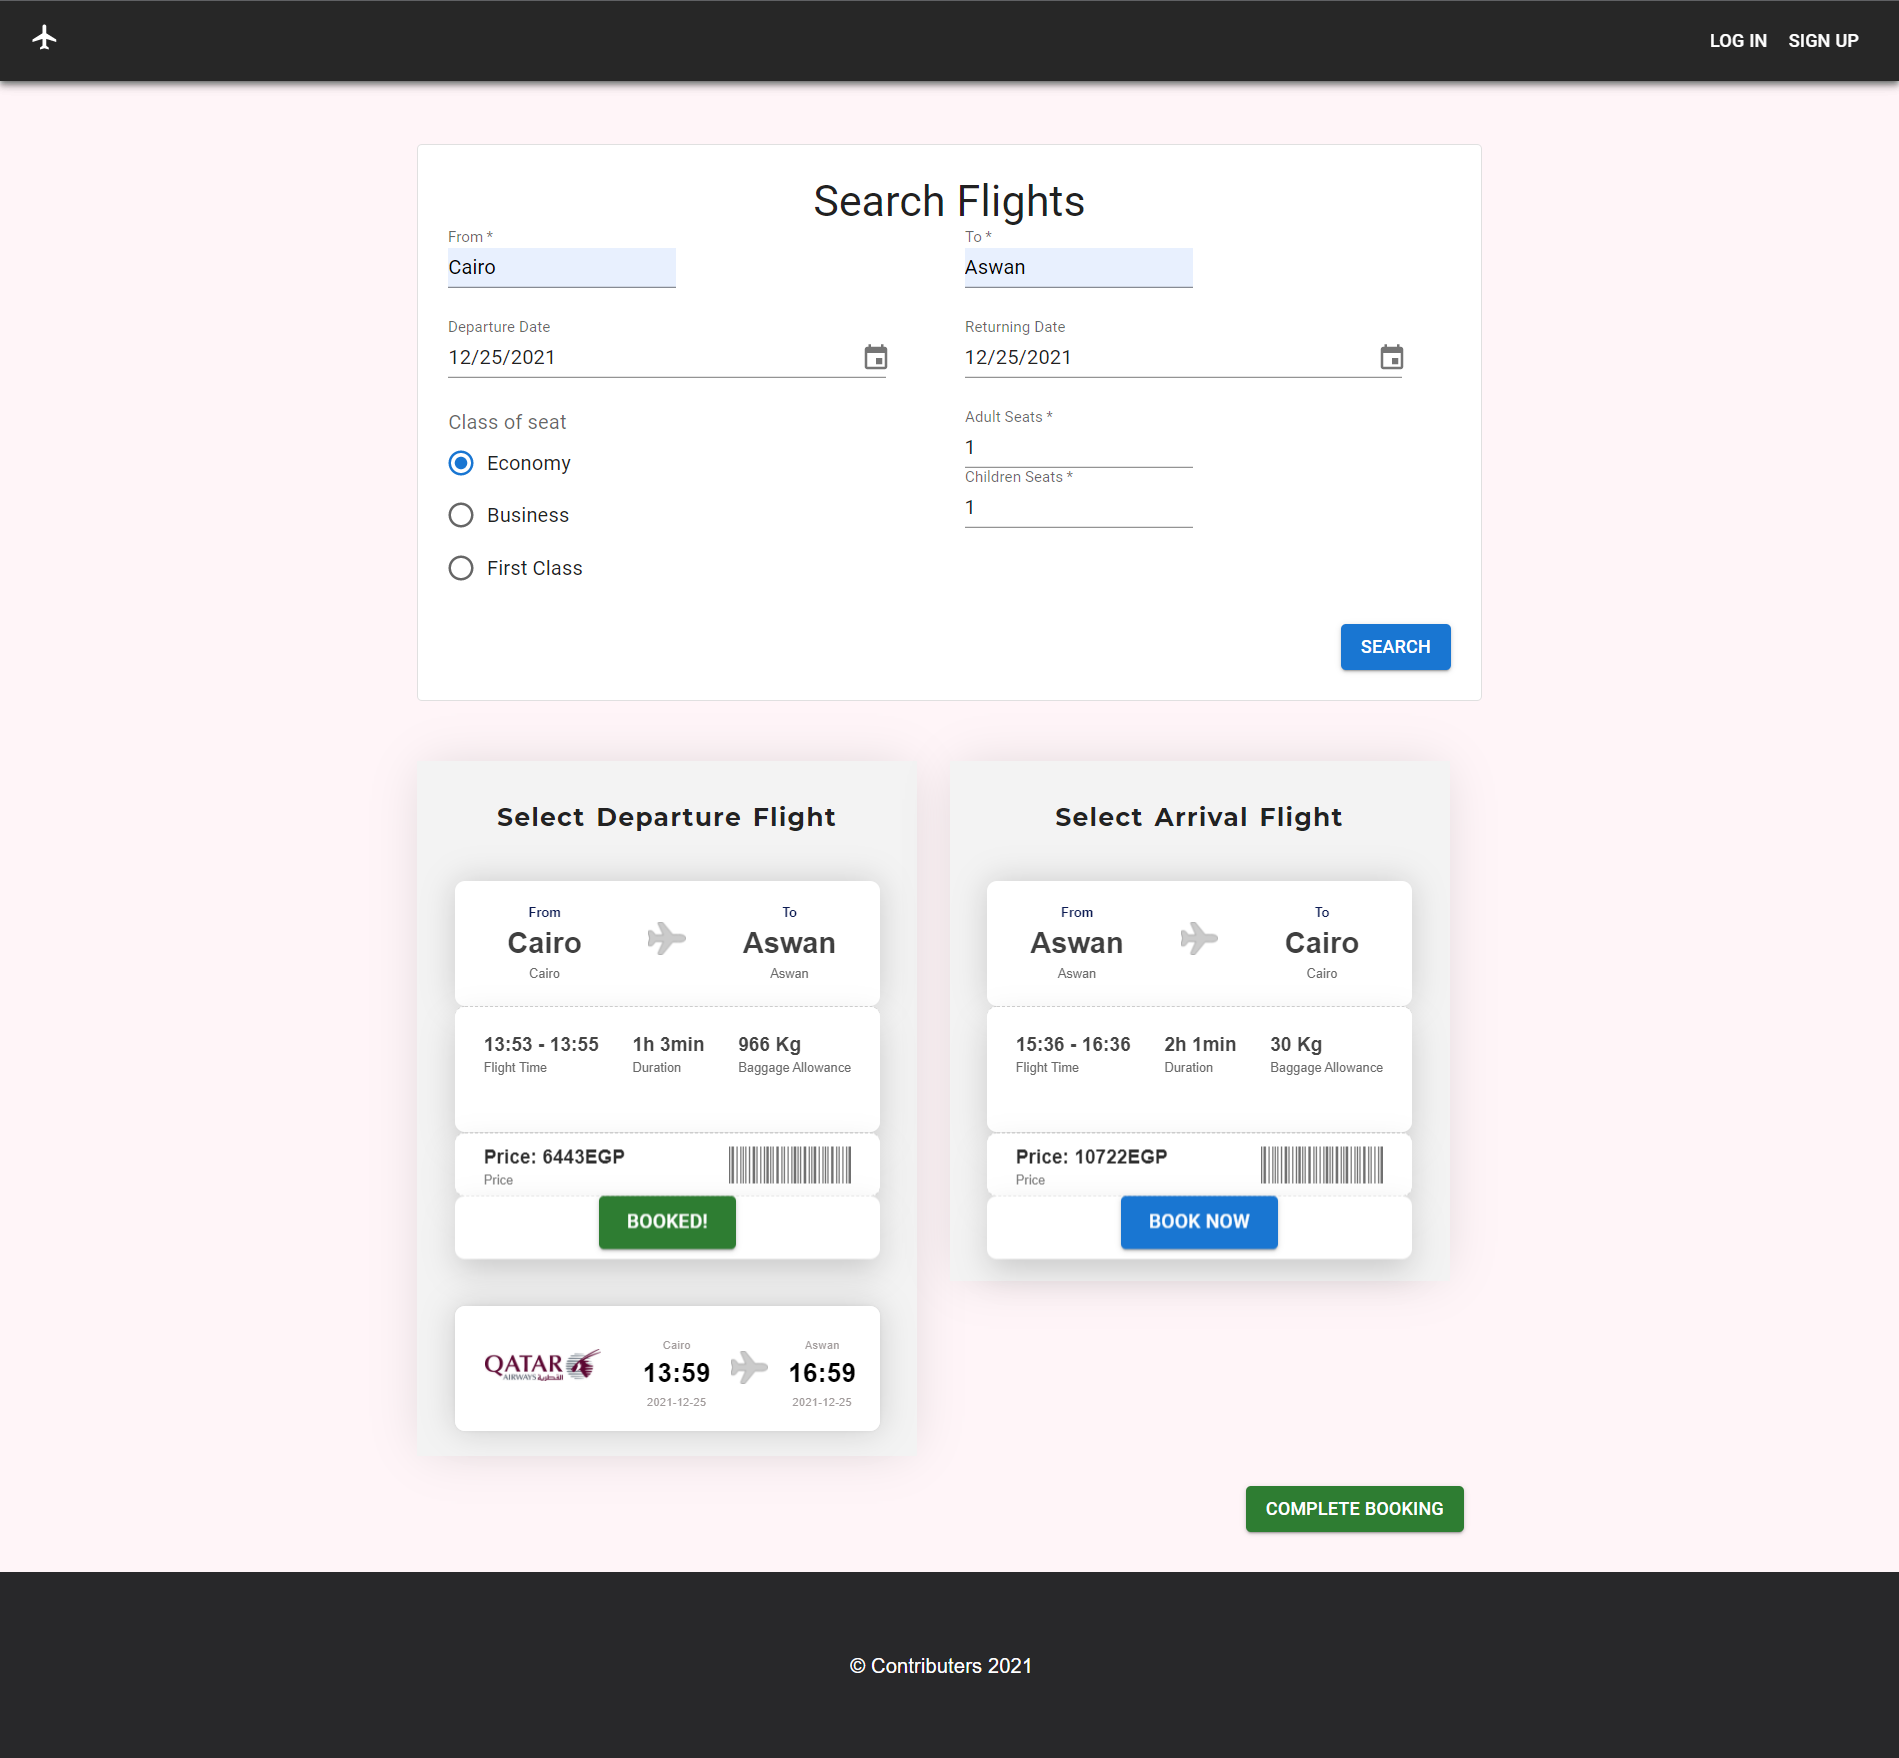 LOG IN SIGN UP
Search Flights
From * To *
Cairo Aswan
Departure Date Returning Date
12/25/2021 12/25/2021
Class of seat Adult Seats *
1
Economy Children Seats *
Business 1
First Class
SEARCH
Select Departure Flight
From To
Cairo Aswan
Cairo Aswan
13:53 - 13:55 1h 3min 966 Kg
Flight Time Duration Baggage Allowance
Price: 6443EGP
Price
BOOKED!
QATAR
AIRWAYS القطرية
Cairo Aswan
13:59 16:59
2021-12-25 2021-12-25
Select Arrival Flight
From To
Aswan Cairo
Aswan Cairo
15:36 - 16:36 2h 1min 30 Kg
Flight Time Duration Baggage Allowance
Price: 10722EGP
Price
BOOK NOW
COMPLETE BOOKING
© Contributers 2021